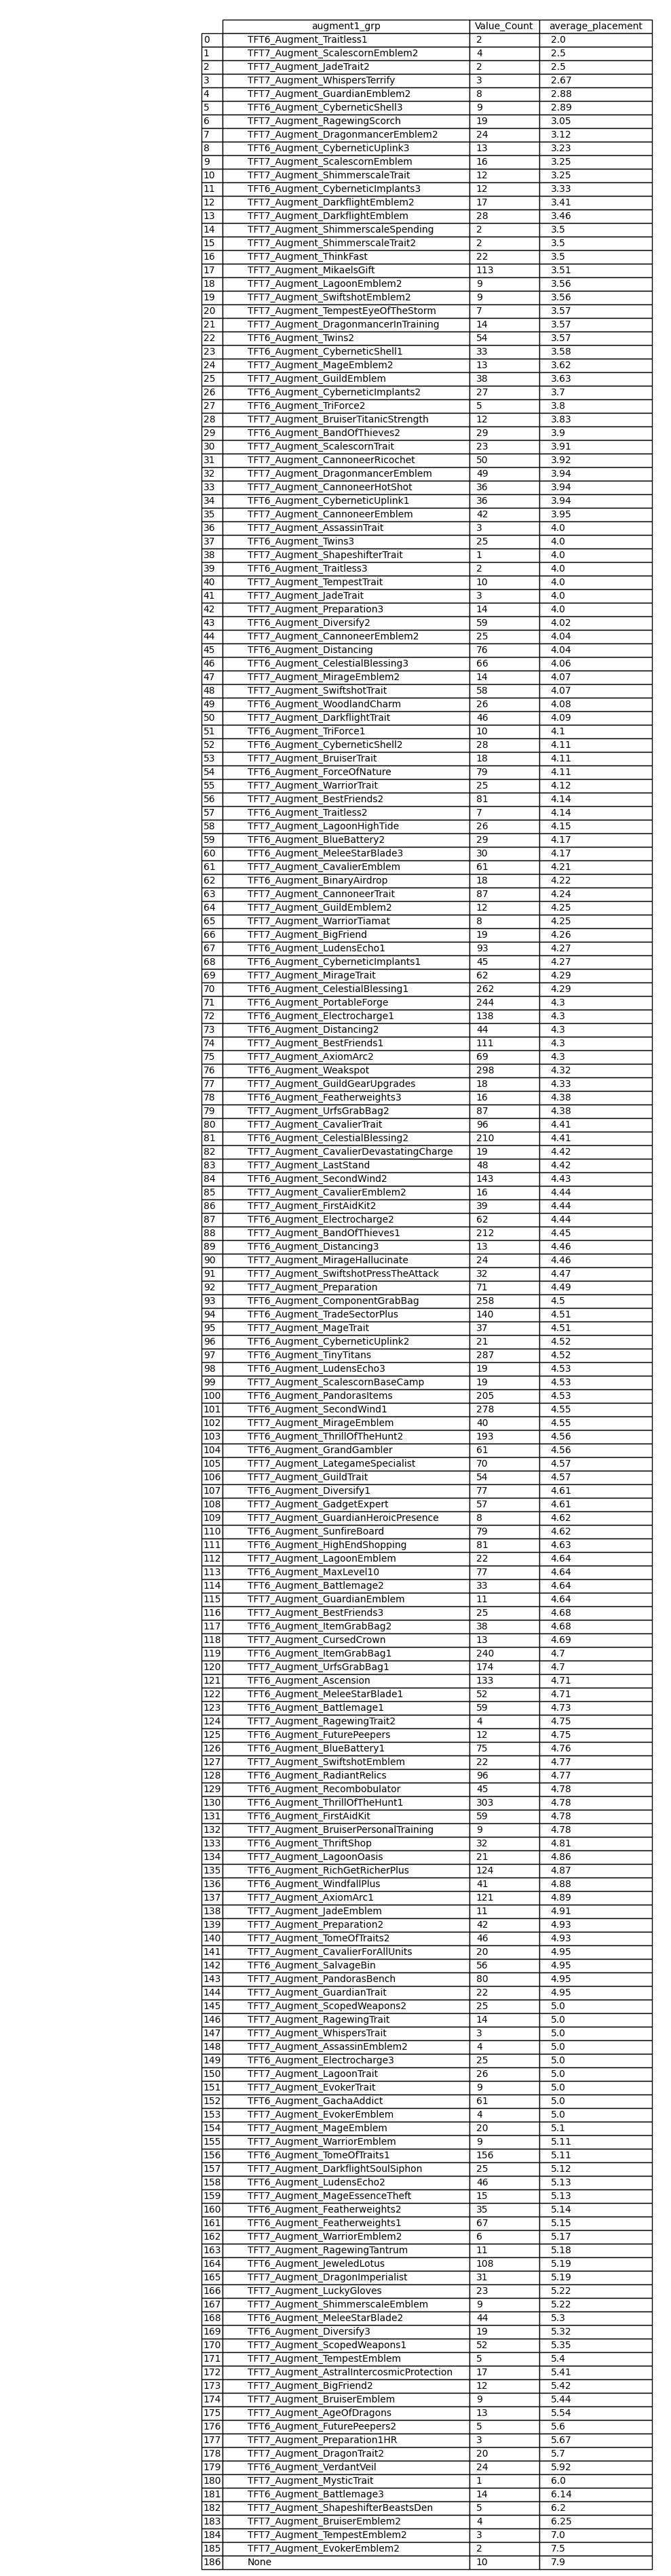 augment1_grp Value_Count average_placement
0 TFT6_Augment_Traitless1 2 2.0
1 TFT7_Augment_ScalescornEmblem2 4 2.5
2 TFT7_Augment_JadeTrait2 2 2.5
3 TFT7_Augment_WhispersTerrify 3 2.67
4 TFT7_Augment_GuardianEmblem2 8 2.88
5 TFT6_Augment_CyberneticShell3 9 2.89
6 TFT7_Augment_RagewingScorch 19 3.05
7 TFT7_Augment_DragonmancerEmblem2 24 3.12
8 TFT6_Augment_CyberneticUplink3 13 3.23
9 TFT7_Augment_ScalescornEmblem 16 3.25
10 TFT7_Augment_ShimmerscaleTrait 12 3.25
11 TFT6_Augment_CyberneticImplants3 12 3.33
12 TFT7_Augment_DarkflightEmblem2 17 3.41
13 TFT7_Augment_DarkflightEmblem 28 3.46
14 TFT7_Augment_ShimmerscaleSpending 2 3.5
15 TFT7_Augment_ShimmerscaleTrait2 2 3.5
16 TFT7_Augment_ThinkFast 22 3.5
17 TFT7_Augment_MikaelsGift 113 3.51
18 TFT7_Augment_LagoonEmblem2 9 3.56
19 TFT7_Augment_SwiftshotEmblem2 9 3.56
20 TFT7_Augment_TempestEyeOfTheStorm 7 3.57
21 TFT7_Augment_DragonmancerInTraining 14 3.57
22 TFT6_Augment_Twins2 54 3.57
23 TFT6_Augment_CyberneticShell1 33 3.58
24 TFT7_Augment_MageEmblem2 13 3.62
25 TFT7_Augment_GuildEmblem 38 3.63
26 TFT6_Augment_CyberneticImplants2 27 3.7
27 TFT6_Augment_TriForce2 5 3.8
28 TFT7_Augment_BruiserTitanicStrength 12 3.83
29 TFT6_Augment_BandOfThieves2 29 3.9
30 TFT7_Augment_ScalescornTrait 23 3.91
31 TFT7_Augment_CannoneerRicochet 50 3.92
32 TFT7_Augment_DragonmancerEmblem 49 3.94
33 TFT7_Augment_CannoneerHotShot 36 3.94
34 TFT6_Augment_CyberneticUplink1 36 3.94
35 TFT7_Augment_CannoneerEmblem 42 3.95
36 TFT7_Augment_AssassinTrait 3 4.0
37 TFT6_Augment_Twins3 25 4.0
38 TFT7_Augment_ShapeshifterTrait 1 4.0
39 TFT6_Augment_Traitless3 2 4.0
40 TFT7_Augment_TempestTrait 10 4.0
41 TFT7_Augment_JadeTrait 3 4.0
42 TFT7_Augment_Preparation3 14 4.0
43 TFT6_Augment_Diversify2 59 4.02
44 TFT7_Augment_CannoneerEmblem2 25 4.04
45 TFT6_Augment_Distancing 76 4.04
46 TFT6_Augment_CelestialBlessing3 66 4.06
47 TFT7_Augment_MirageEmblem2 14 4.07
48 TFT7_Augment_SwiftshotTrait 58 4.07
49 TFT6_Augment_WoodlandCharm 26 4.08
50 TFT7_Augment_DarkflightTrait 46 4.09
51 TFT6_Augment_TriForce1 10 4.1
52 TFT6_Augment_CyberneticShell2 28 4.11
53 TFT7_Augment_BruiserTrait 18 4.11
54 TFT6_Augment_ForceOfNature 79 4.11
55 TFT7_Augment_WarriorTrait 25 4.12
56 TFT7_Augment_BestFriends2 81 4.14
57 TFT6_Augment_Traitless2 7 4.14
58 TFT7_Augment_LagoonHighTide 26 4.15
59 TFT6_Augment_BlueBattery2 29 4.17
60 TFT6_Augment_MeleeStarBlade3 30 4.17
61 TFT7_Augment_CavalierEmblem 61 4.21
62 TFT6_Augment_BinaryAirdrop 18 4.22
63 TFT7_Augment_CannoneerTrait 87 4.24
64 TFT7_Augment_GuildEmblem2 12 4.25
65 TFT7_Augment_WarriorTiamat 8 4.25
66 TFT7_Augment_BigFriend 19 4.26
67 TFT6_Augment_LudensEcho1 93 4.27
68 TFT6_Augment_CyberneticImplants1 45 4.27
69 TFT7_Augment_MirageTrait 62 4.29
70 TFT6_Augment_CelestialBlessing1 262 4.29
71 TFT6_Augment_PortableForge 244 4.3
72 TFT6_Augment_Electrocharge1 138 4.3
73 TFT6_Augment_Distancing2 44 4.3
74 TFT7_Augment_BestFriends1 111 4.3
75 TFT7_Augment_AxiomArc2 69 4.3
76 TFT6_Augment_Weakspot 298 4.32
77 TFT7_Augment_GuildGearUpgrades 18 4.33
78 TFT6_Augment_Featherweights3 16 4.38
79 TFT7_Augment_UrfsGrabBag2 87 4.38
80 TFT7_Augment_CavalierTrait 96 4.41
81 TFT6_Augment_CelestialBlessing2 210 4.41
82 TFT7_Augment_CavalierDevastatingCharge 19 4.42
83 TFT7_Augment_LastStand 48 4.42
84 TFT6_Augment_SecondWind2 143 4.43
85 TFT7_Augment_CavalierEmblem2 16 4.44
86 TFT7_Augment_FirstAidKit2 39 4.44
87 TFT6_Augment_Electrocharge2 62 4.44
88 TFT7_Augment_BandOfThieves1 212 4.45
89 TFT6_Augment_Distancing3 13 4.46
90 TFT7_Augment_MirageHallucinate 24 4.46
91 TFT7_Augment_SwiftshotPressTheAttack 32 4.47
92 TFT7_Augment_Preparation 71 4.49
93 TFT6_Augment_ComponentGrabBag 258 4.5
94 TFT6_Augment_TradeSectorPlus 140 4.51
95 TFT7_Augment_MageTrait 37 4.51
96 TFT6_Augment_CyberneticUplink2 21 4.52
97 TFT6_Augment_TinyTitans 287 4.52
98 TFT6_Augment_LudensEcho3 19 4.53
99 TFT7_Augment_ScalescornBaseCamp 19 4.53
100 TFT6_Augment_PandorasItems 205 4.53
101 TFT6_Augment_SecondWind1 278 4.55
102 TFT7_Augment_MirageEmblem 40 4.55
103 TFT6_Augment_ThrillOfTheHunt2 193 4.56
104 TFT6_Augment_GrandGambler 61 4.56
105 TFT7_Augment_LategameSpecialist 70 4.57
106 TFT7_Augment_GuildTrait 54 4.57
107 TFT6_Augment_Diversify1 77 4.61
108 TFT7_Augment_GadgetExpert 57 4.61
109 TFT7_Augment_GuardianHeroicPresence 8 4.62
110 TFT6_Augment_SunfireBoard 79 4.62
111 TFT6_Augment_HighEndShopping 81 4.63
112 TFT7_Augment_LagoonEmblem 22 4.64
113 TFT6_Augment_MaxLevel10 77 4.64
114 TFT6_Augment_Battlemage2 33 4.64
115 TFT7_Augment_GuardianEmblem 11 4.64
116 TFT7_Augment_BestFriends3 25 4.68
117 TFT6_Augment_ItemGrabBag2 38 4.68
118 TFT7_Augment_CursedCrown 13 4.69
119 TFT6_Augment_ItemGrabBag1 240 4.7
120 TFT7_Augment_UrfsGrabBag1 174 4.7
121 TFT6_Augment_Ascension 133 4.71
122 TFT6_Augment_MeleeStarBlade1 52 4.71
123 TFT6_Augment_Battlemage1 59 4.73
124 TFT7_Augment_RagewingTrait2 4 4.75
125 TFT6_Augment_FuturePeepers 12 4.75
126 TFT6_Augment_BlueBattery1 75 4.76
127 TFT7_Augment_SwiftshotEmblem 22 4.77
128 TFT6_Augment_RadiantRelics 96 4.77
129 TFT6_Augment_Recombobulator 45 4.78
130 TFT6_Augment_ThrillOfTheHunt1 303 4.78
131 TFT6_Augment_FirstAidKit 59 4.78
132 TFT7_Augment_BruiserPersonalTraining 9 4.78
133 TFT6_Augment_ThriftShop 32 4.81
134 TFT7_Augment_LagoonOasis 21 4.86
135 TFT6_Augment_RichGetRicherPlus 124 4.87
136 TFT6_Augment_WindfallPlus 41 4.88
137 TFT7_Augment_AxiomArc1 121 4.89
138 TFT7_Augment_JadeEmblem 11 4.91
139 TFT7_Augment_Preparation2 42 4.93
140 TFT7_Augment_TomeOfTraits2 46 4.93
141 TFT7_Augment_CavalierForAllUnits 20 4.95
142 TFT6_Augment_SalvageBin 56 4.95
143 TFT7_Augment_PandorasBench 80 4.95
144 TFT7_Augment_GuardianTrait 22 4.95
145 TFT7_Augment_ScopedWeapons2 25 5.0
146 TFT7_Augment_RagewingTrait 14 5.0
147 TFT7_Augment_WhispersTrait 3 5.0
148 TFT7_Augment_AssassinEmblem2 4 5.0
149 TFT6_Augment_Electrocharge3 25 5.0
150 TFT7_Augment_LagoonTrait 26 5.0
151 TFT7_Augment_EvokerTrait 9 5.0
152 TFT6_Augment_GachaAddict 61 5.0
153 TFT7_Augment_EvokerEmblem 4 5.0
154 TFT7_Augment_MageEmblem 20 5.1
155 TFT7_Augment_WarriorEmblem 9 5.11
156 TFT6_Augment_TomeOfTraits1 156 5.11
157 TFT7_Augment_DarkflightSoulSiphon 25 5.12
158 TFT6_Augment_LudensEcho2 46 5.13
159 TFT7_Augment_MageEssenceTheft 15 5.13
160 TFT6_Augment_Featherweights2 35 5.14
161 TFT6_Augment_Featherweights1 67 5.15
162 TFT7_Augment_WarriorEmblem2 6 5.17
163 TFT7_Augment_RagewingTantrum 11 5.18
164 TFT6_Augment_JeweledLotus 108 5.19
165 TFT7_Augment_DragonImperialist 31 5.19
166 TFT7_Augment_LuckyGloves 23 5.22
167 TFT7_Augment_ShimmerscaleEmblem 9 5.22
168 TFT6_Augment_MeleeStarBlade2 44 5.3
169 TFT6_Augment_Diversify3 19 5.32
170 TFT7_Augment_ScopedWeapons1 52 5.35
171 TFT7_Augment_TempestEmblem 5 5.4
172 TFT7_Augment_AstralIntercosmicProtection 17 5.41
173 TFT7_Augment_BigFriend2 12 5.42
174 TFT7_Augment_BruiserEmblem 9 5.44
175 TFT7_Augment_AgeOfDragons 13 5.54
176 TFT6_Augment_FuturePeepers2 5 5.6
177 TFT7_Augment_Preparation1HR 3 5.67
178 TFT7_Augment_DragonTrait2 20 5.7
179 TFT6_Augment_VerdantVeil 24 5.92
180 TFT7_Augment_MysticTrait 1 6.0
181 TFT6_Augment_Battlemage3 14 6.14
182 TFT7_Augment_ShapeshifterBeastsDen 5 6.2
183 TFT7_Augment_BruiserEmblem2 4 6.25
184 TFT7_Augment_TempestEmblem2 3 7.0
185 TFT7_Augment_EvokerEmblem2 2 7.5
186 None 10 7.9